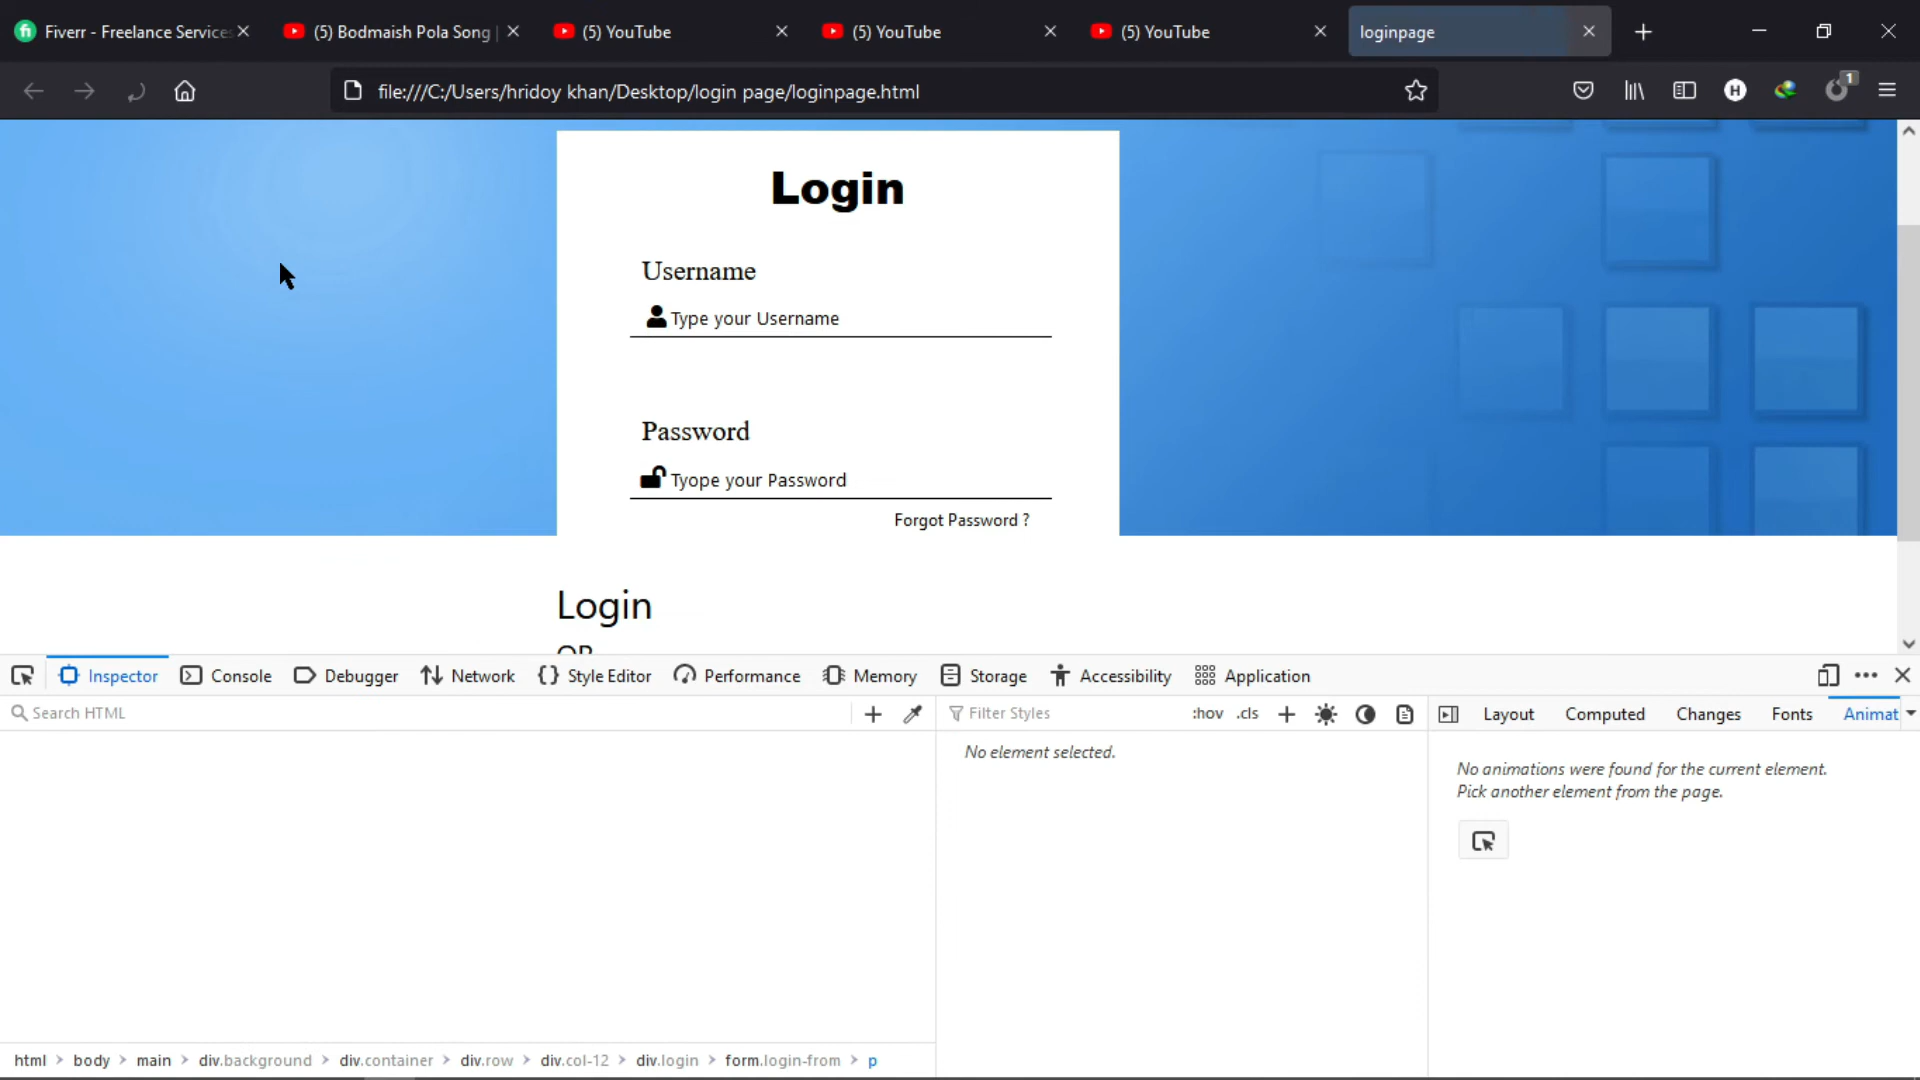 Fiverr - Freelance Services
(5) Bodmaish Pola Song |
(5) YouTube
(5) YouTube
(5) YouTube
loginpage
file:///C:/Users/hridoy khan/Desktop/login page/loginpage.html
H
1
Login
Username
Type your Username
Password
Tyope your Password
Forgot Password ?
Login
OR
Inspector
Console
Debugger
Network
Style Editor
Performance
Memory
Storage
Accessibility
Application
Search HTML
Filter Styles
:hov .cls
Layout
Computed
Changes
Fonts
Animat
No element selected.
No animations were found for the current element.
Pick another element from the page.
html > body > main > div.background > div.container > div.row > div.col-12 > div.login > form.login-from > p